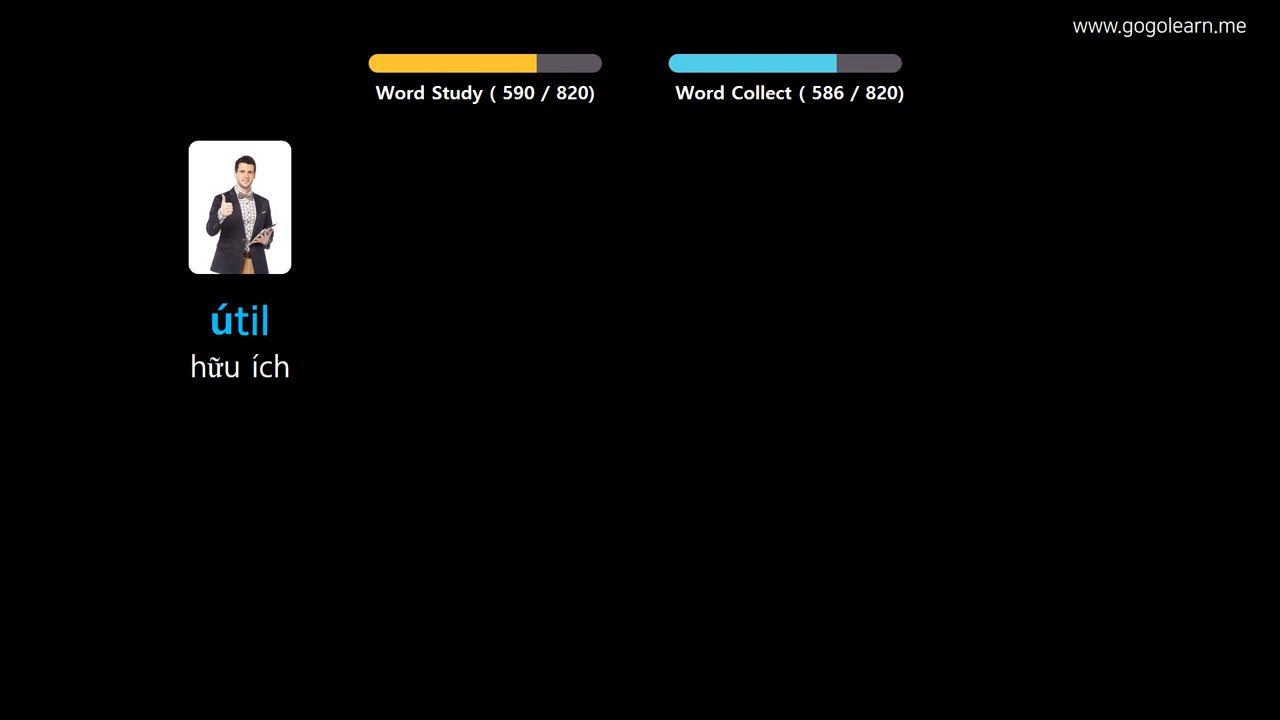 www.gogolearn.me
Word Study ( 590 / 820)
Word Collect ( 586 / 820)
útil
hữu ích